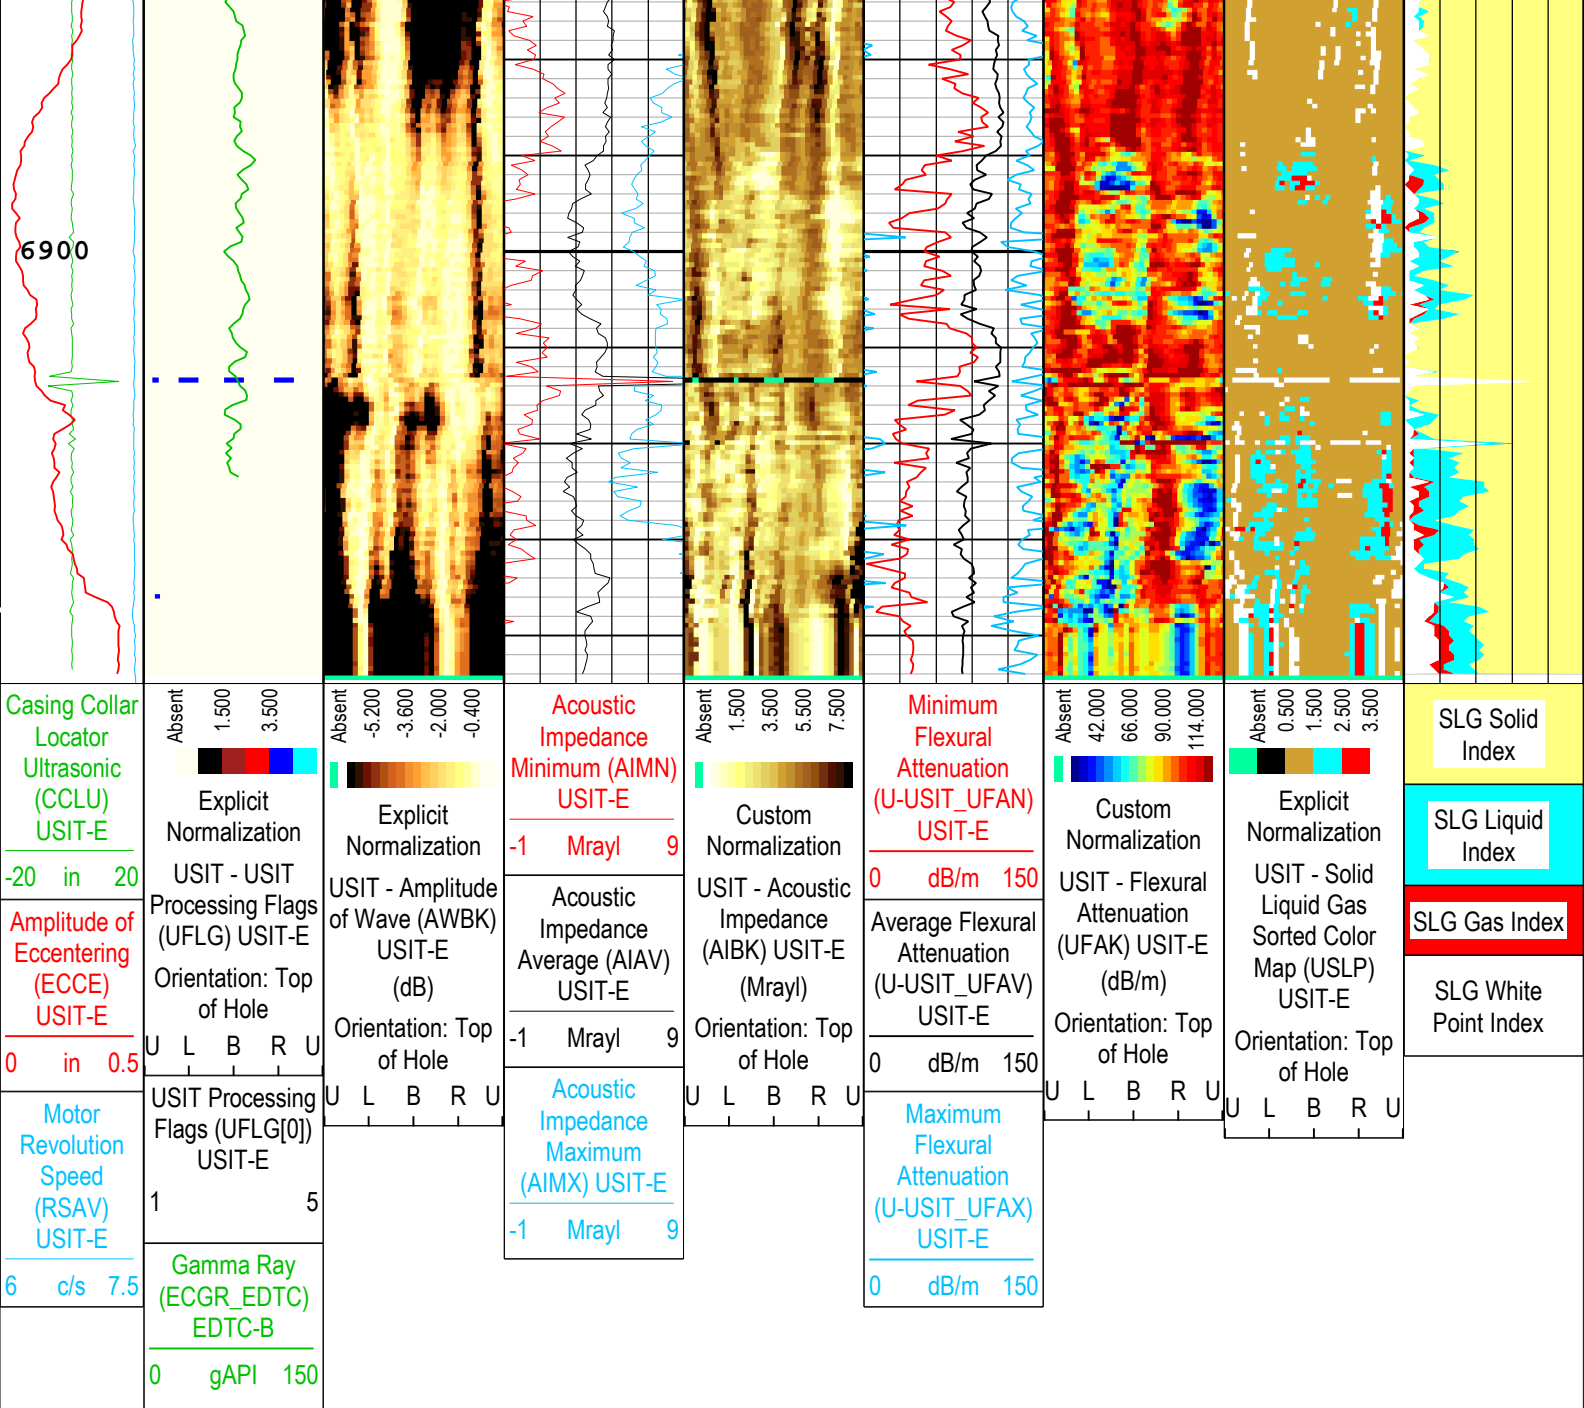 6900
Casing Collar
Locator
Ultrasonic
(CCLU)
USIT-E
-20 in 20
Amplitude of
Eccentering
(ECCE)
USIT-E
0 in 0.5
Motor
Revolution
Speed
(RSAV)
USIT-E
6 c/s 7.5
Absent 1.500 3.500
Explicit
Normalization
USIT - USIT
Processing Flags
(UFLG) USIT-E
Orientation: Top
of Hole
U L B R U
USIT Processing
Flags (UFLG[0])
USIT-E
1 5
Gamma Ray
(ECGR_EDTC)
EDTC-B
0 gAPI 150
Absent -5.200 -3.600 -2.000 -0.400
Explicit
Normalization
USIT - Amplitude
of Wave (AWBK)
USIT-E
(dB)
Orientation: Top
of Hole
U L B R U
Acoustic
Impedance
Minimum (AIMN)
USIT-E
-1 Mrayl 9
Acoustic
Impedance
Average (AIAV)
USIT-E
-1 Mrayl 9
Acoustic
Impedance
Maximum
(AIMX) USIT-E
-1 Mrayl 9
Absent 1.500 3.500 5.500 7.500
Custom
Normalization
USIT - Acoustic
Impedance
(AIBK) USIT-E
(Mrayl)
Orientation: Top
of Hole
U L B R U
Minimum
Flexural
Attenuation
(U-USIT_UFAN)
USIT-E
0 dB/m 150
Average Flexural
Attenuation
(U-USIT_UFAV)
USIT-E
0 dB/m 150
Maximum
Flexural
Attenuation
(U-USIT_UFAX)
USIT-E
0 dB/m 150
Absent 42.000 66.000 90.000 114.000
Custom
Normalization
USIT - Flexural
Attenuation
(UFAK) USIT-E
(dB/m)
Orientation: Top
of Hole
U L B R U
Absent 0.500 1.500 2.500 3.500
Explicit
Normalization
USIT - Solid
Liquid Gas
Sorted Color
Map (USLP)
USIT-E
Orientation: Top
of Hole
U L B R U
SLG Solid
Index
SLG Liquid
Index
SLG Gas Index
SLG White
Point Index